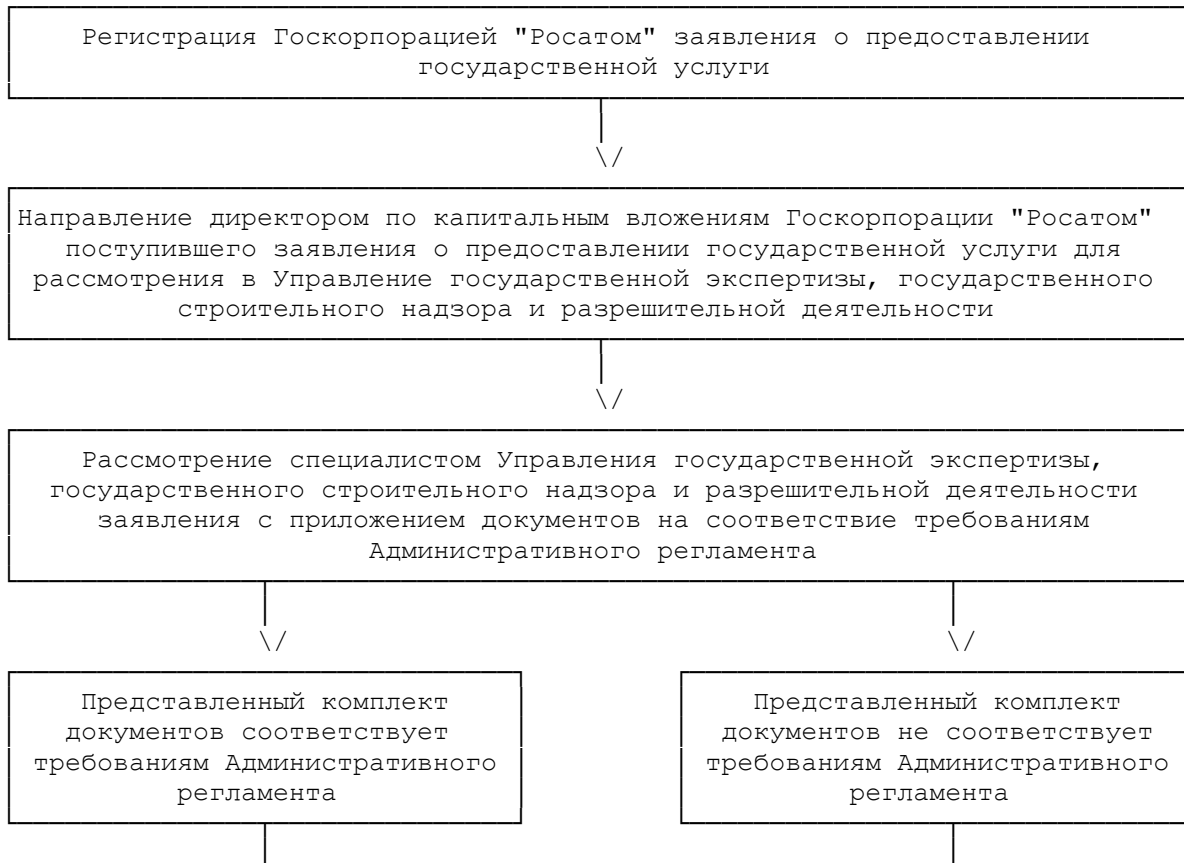 Регистрация Госкорпорацией "Росатом" заявления о предоставлении
государственной услуги
\/
Направление директором по капитальным вложениям Госкорпорации "Росатом"
поступившего заявления о предоставлении государственной услуги для
рассмотрения в Управление государственной экспертизы, государственного
строительного надзора и разрешительной деятельности
\/
Рассмотрение специалистом Управления государственной экспертизы,
государственного строительного надзора и разрешительной деятельности
заявления с приложением документов на соответствие требованиям
Административного регламента
\/ \/
Представленный комплект
документов соответствует
требованиям Административного
регламента
Представленный комплект
документов не соответствует
требованиям Административного
регламента